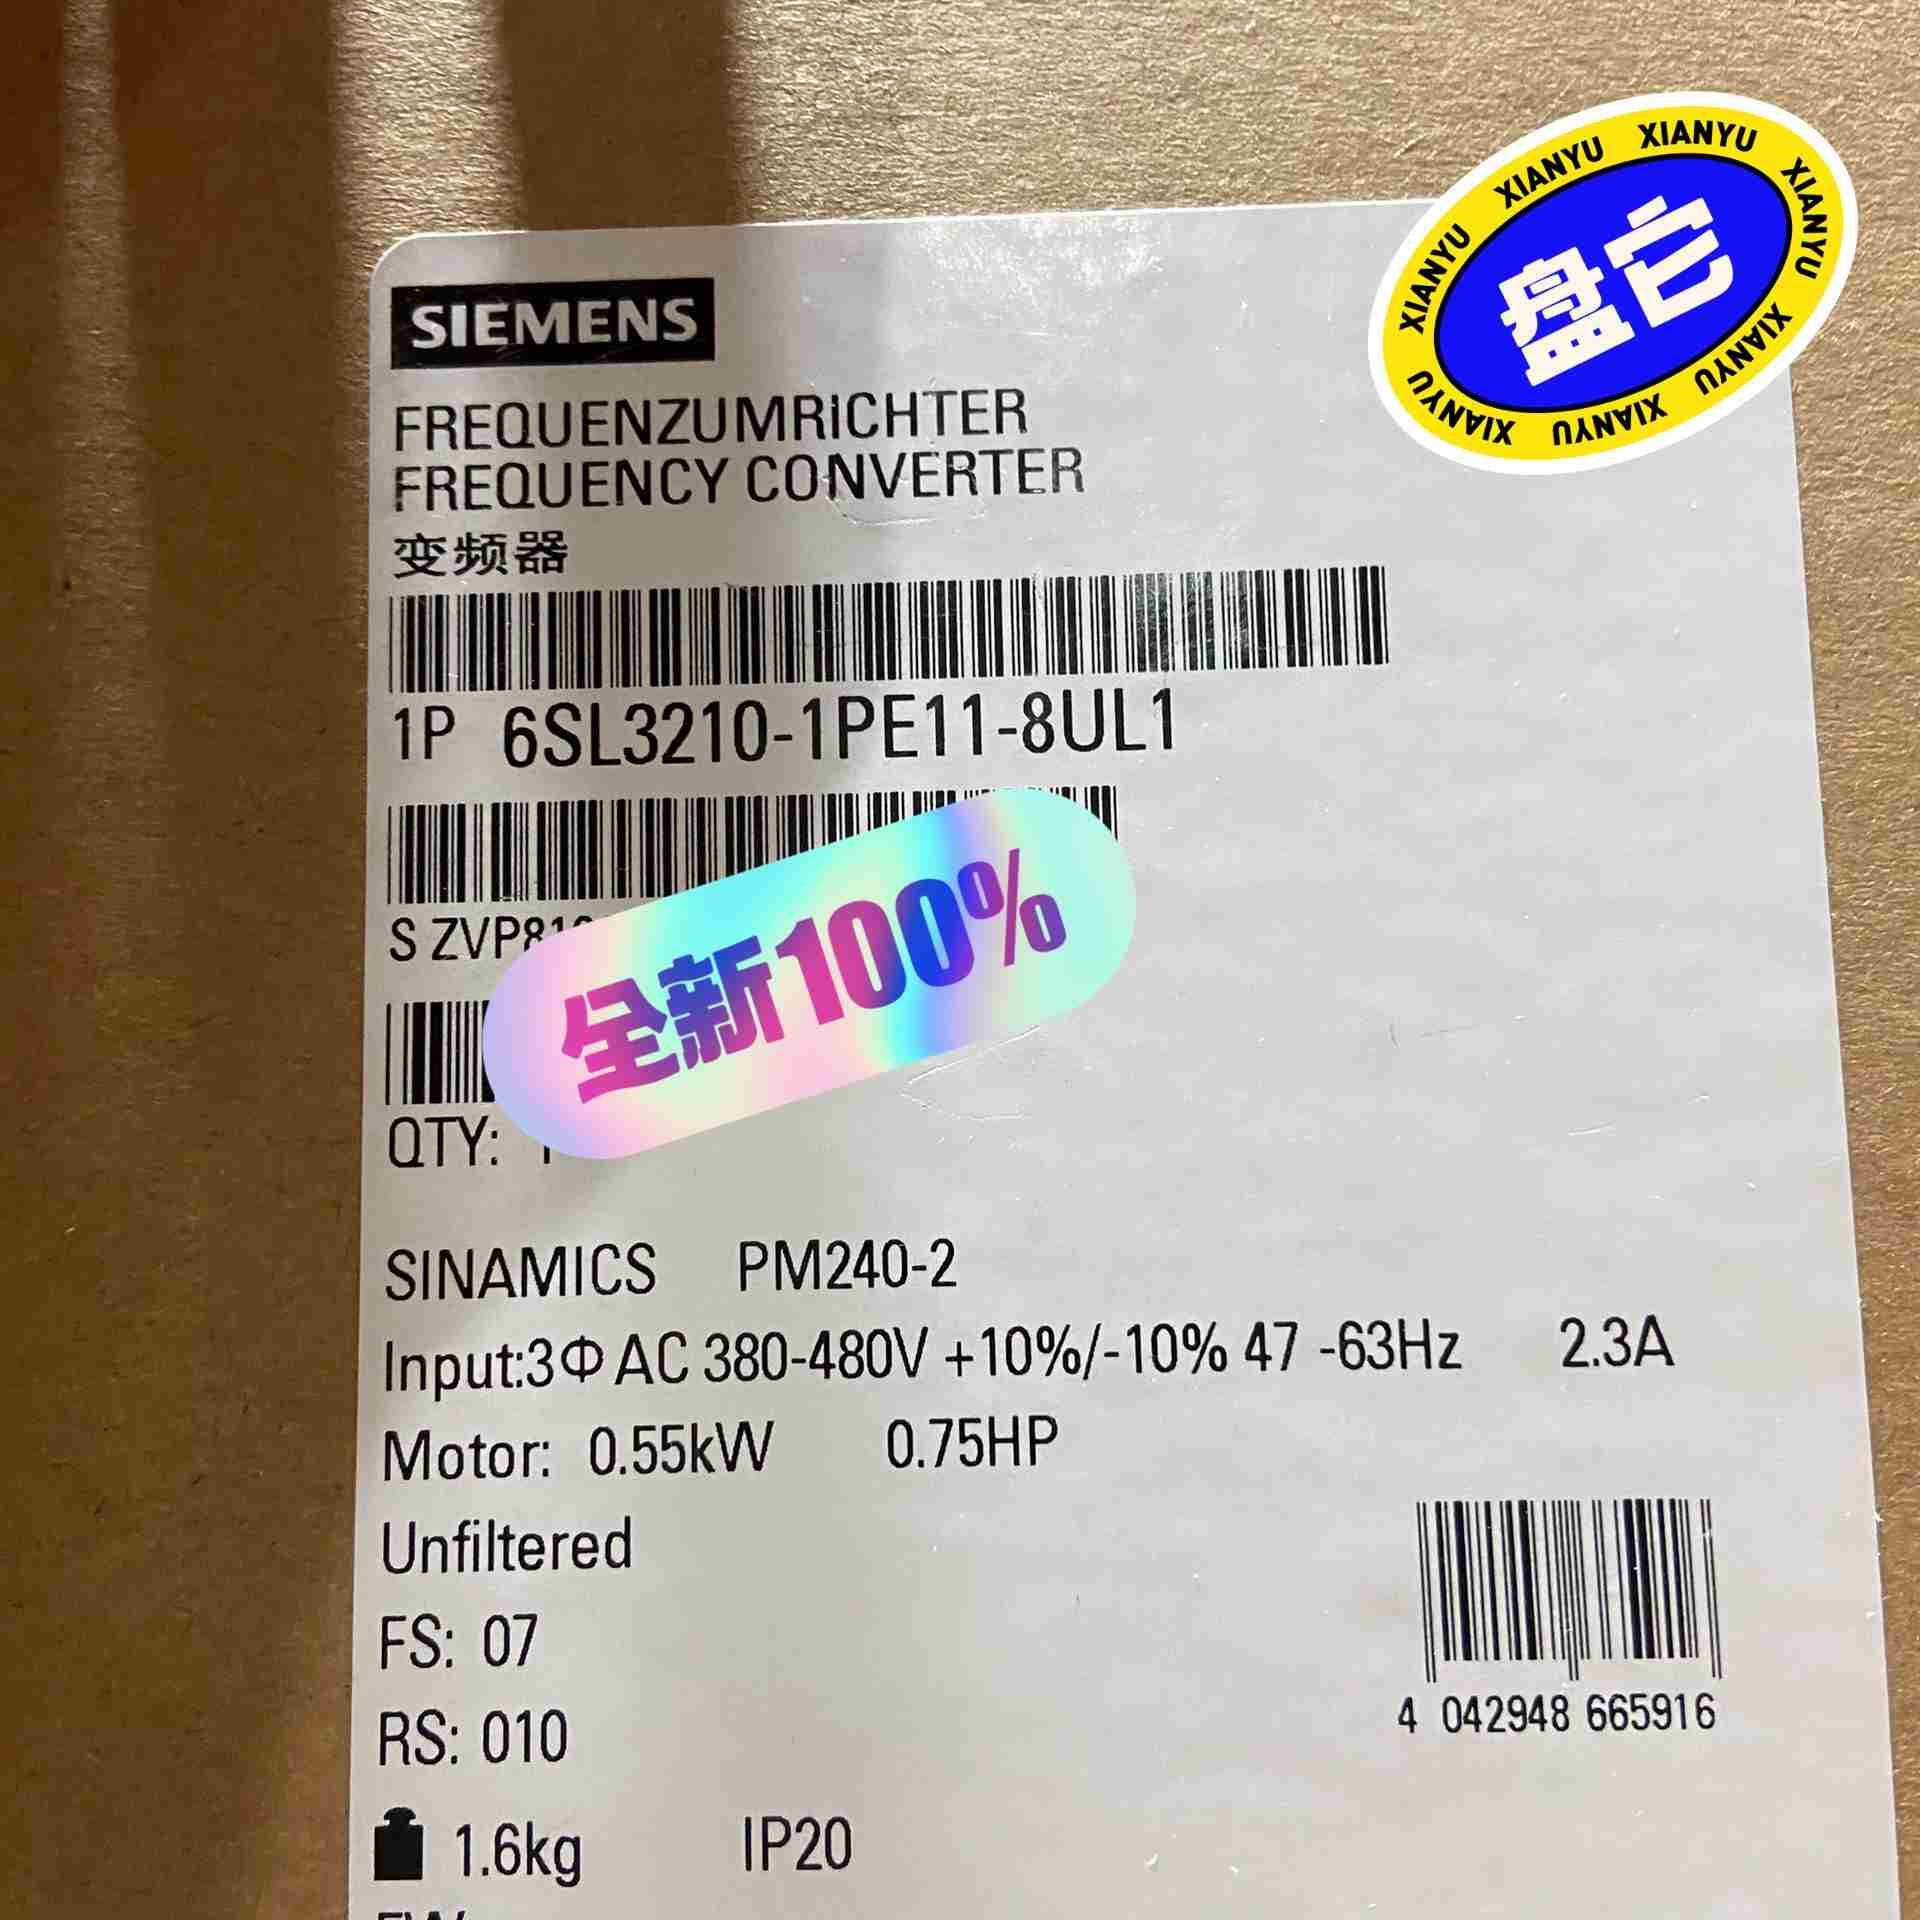 XIANYU XIANYU XIANYU XIANYU XIANYU XIANYU XIANYU XIANYU XIANYU
盘它
SIEMENS
FREQUENZUMRICHTER
FREQUENCY CONVERTER
变频器
1P 6SL3210-1PE11-8UL1
S ZVP81
全新100%
QTY:
SINAMICS PM240-2
Input:3Φ AC 380-480V +10%/-10% 47 -63Hz 2.3A
Motor: 0.55kW 0.75HP
Unfiltered
FS: 07
RS: 010
4 042948 665916
1.6kg IP20